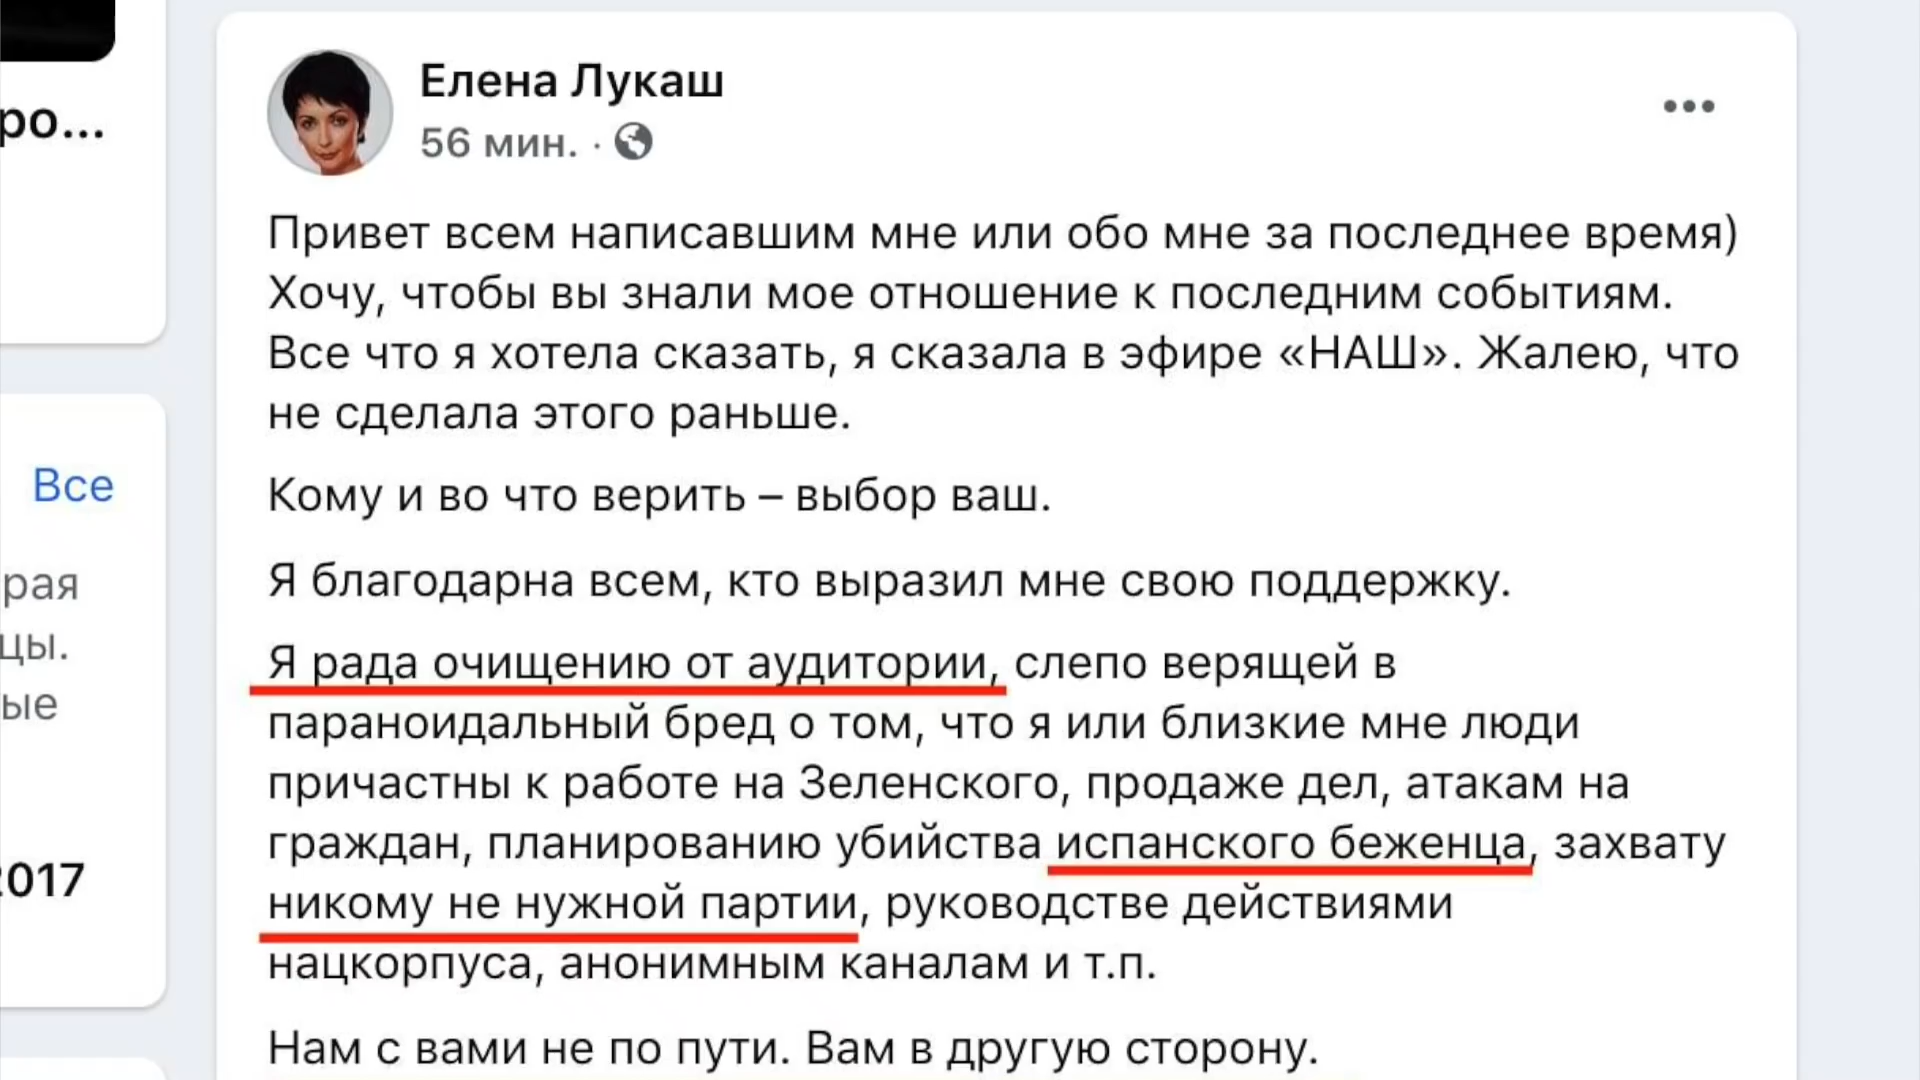 ро...
Все
рая
цы.
ые
2017
Елена Лукаш
56 мин. ·
Привет всем написавшим мне или обо мне за последнее время)
Хочу, чтобы вы знали мое отношение к последним событиям.
Все что я хотела сказать, я сказала в эфире «НАШ». Жалею, что
не сделала этого раньше.
Кому и во что верить – выбор ваш.
Я благодарна всем, кто выразил мне свою поддержку.
Я рада очищению от аудитории, слепо верящей в
параноидальный бред о том, что я или близкие мне люди
причастны к работе на Зеленского, продаже дел, атакам на
граждан, планированию убийства испанского беженца, захвату
никому не нужной партии, руководстве действиями
нацкорпуса, анонимным каналам и т.п.
Нам с вами не по пути. Вам в другую сторону.